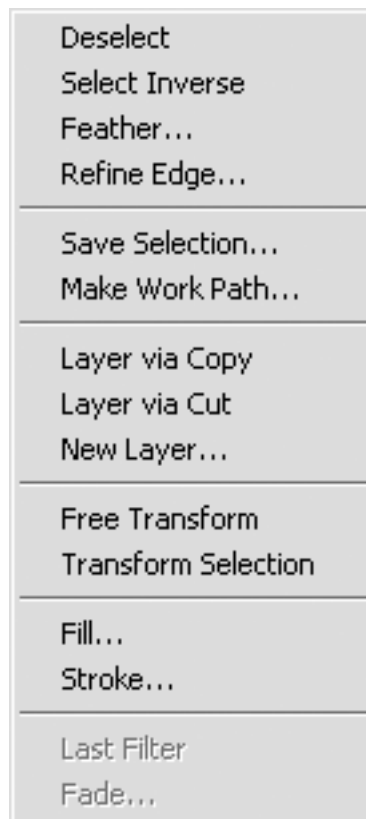 Deselect
Select Inverse
Feather...
Refine Edge...
Save Selection...
Make Work Path...
Layer via Copy
Layer via Cut
New Layer...
Free Transform
Transform Selection
Fill...
Stroke...
Last Filter
Fade...